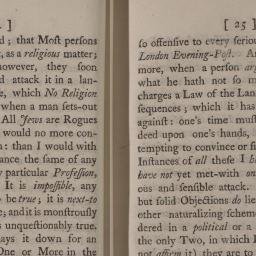 .]
d; that Most persons
, as a religious matter;
owever, they soon
d attack it in a lan-
e, which No Religion
when a man sets-out
All Jews are Rogues
would no more con-
: than I would with
ance the same of any
y particular Profession,
It is impossible, any
be true; it is next-to
e; and it is monstrously
s unquestionably true.
ays it down for an
One or More in the
[ 25 ]
so offensive to every seriou
London Evening-Post. A
more, when a person ar
what he hath not so m
charges a Law of the Lan
sequences; which it has
against: one's time must
deed upon one's hands,
tempting to convince or fi
Instances of all these I h
have not yet met-with on
ous and sensible attack.
but solid Objections do lie
other naturalizing scheme
dered in a political or a
the only Two, in which I
not affirm it) they are to